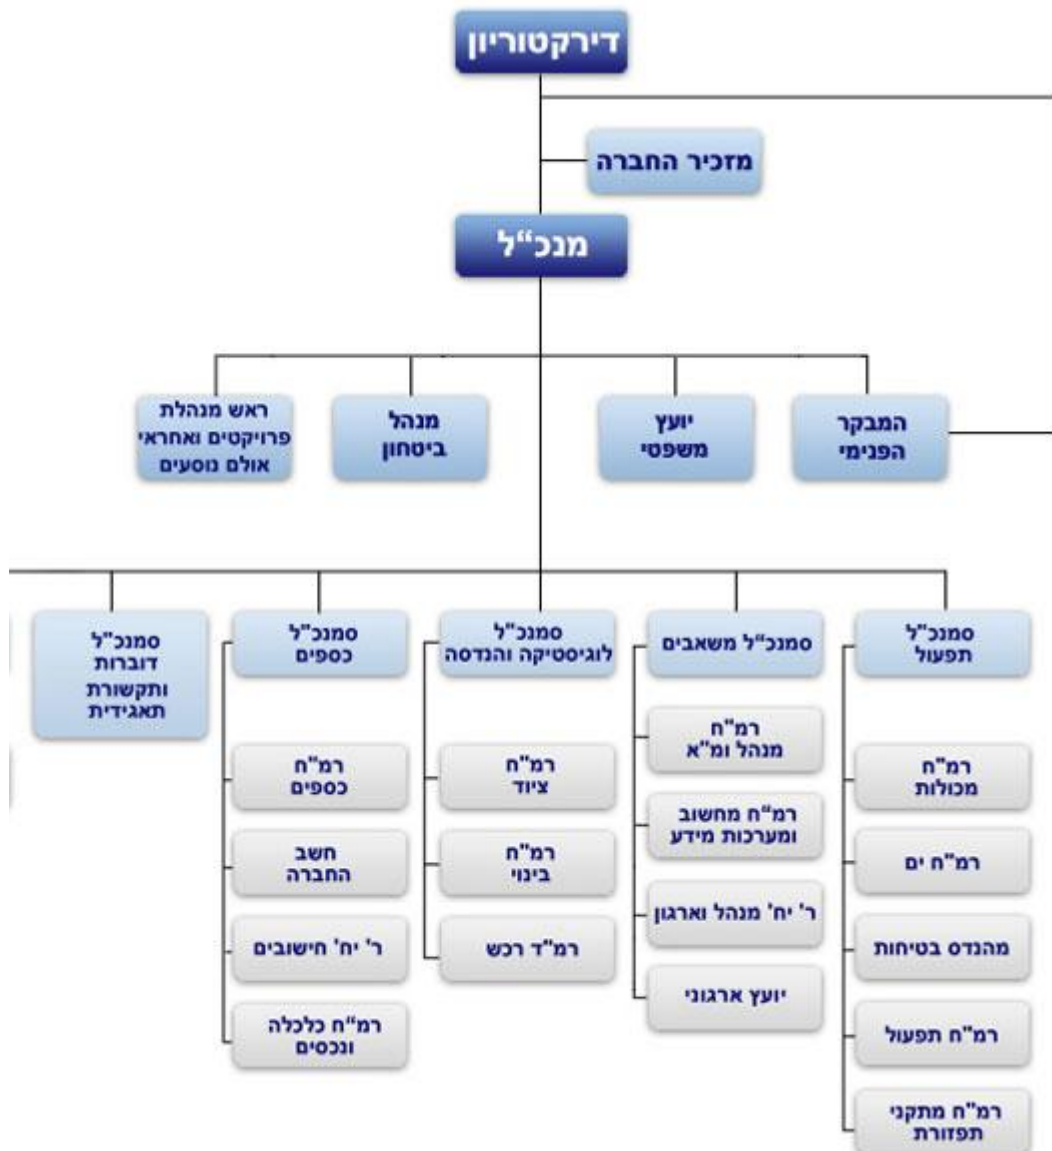 דירקטוריון
מזכיר החברה
מנכ“ל
המבקר
הפנימי
יועץ
משפטי
מנהל
ביטחון
ראש מנהלת
פרויקטים ואחראי
אולם נוסעים
סמנכ"ל
תפעול
רמ"ח
מכולות
רמ"ח ים
מהנדס בטיחות
רמ"ח תפעול
רמ"ח מתקני
תפזורת
סמנכ“ל משאבים
רמ"ח
מנהל ומ"א
רמ“ח מחשוב
ומערכות מידע
ר' יח' מנהל וארגון
יועץ ארגוני
סמנכ"ל
לוגיסטיקה והנדסה
רמ"ח
ציוד
רמ"ח
בינוי
רמ“ד רכש
סמנכ"ל
כספים
רמ"ח
כספים
חשב
החברה
ר' יח' חישובים
רמ“ח כלכלה
ונכסים
סמנכ"ל
דוברות
ותקשורת
תאגידית